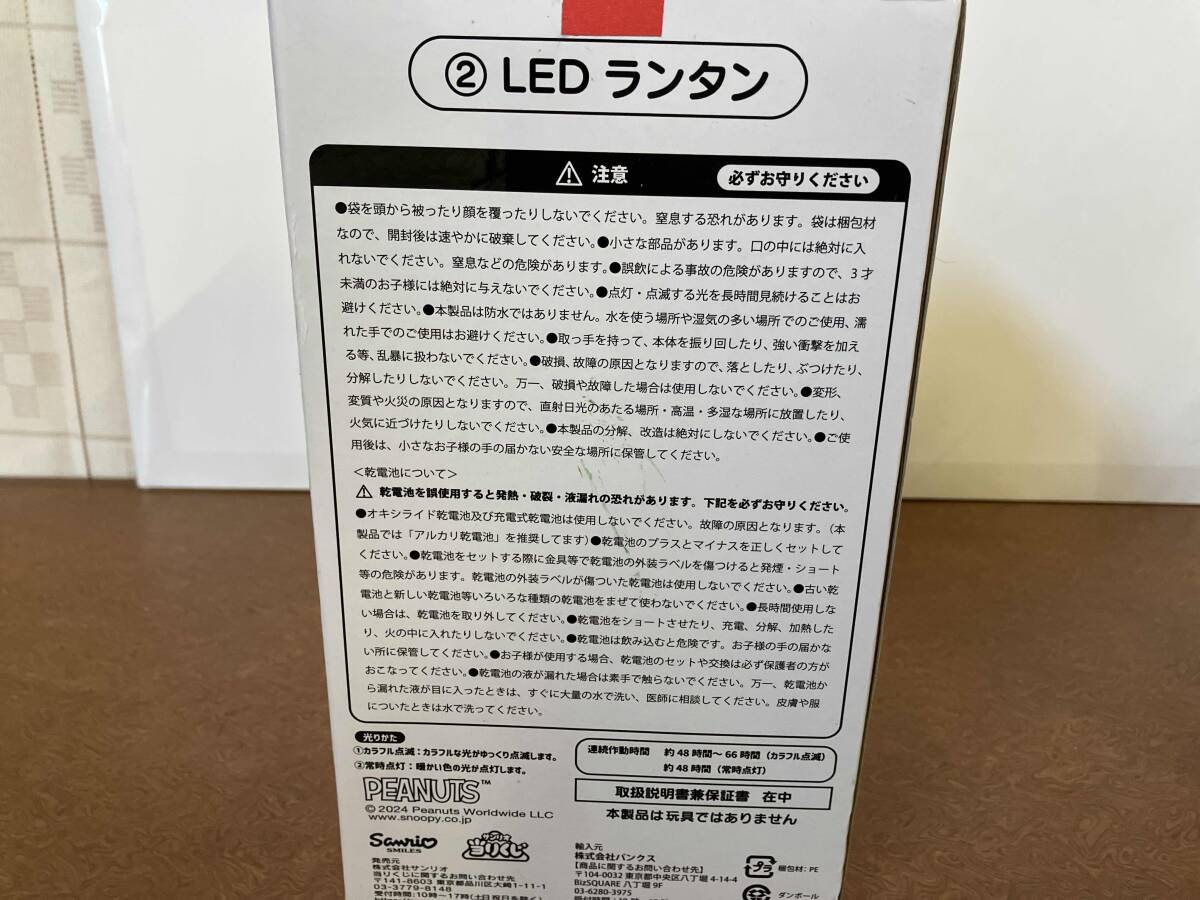 ② LED ランタン
⚠ 注意 必ずお守りください
●袋を頭から被ったり顔を覆ったりしないでください。窒息する恐れがあります。袋は梱包材
なので、開封後は速やかに破棄してください。●小さな部品があります。口の中には絶対に入
れないでください。窒息などの危険があります。●誤飲による事故の危険がありますので、3才
未満のお子様には絶対に与えないでください。●点灯・点滅する光を長時間見続けることはお
避けください。●本製品は防水ではありません。水を使う場所や湿気の多い場所でのご使用、濡
れた手でのご使用はお避けください。●取っ手を持って、本体を振り回したり、強い衝撃を加え
る等、乱暴に扱わないでください。●破損、故障の原因となりますので、落としたり、ぶつけたり、
分解したりしないでください。万一、破損や故障した場合は使用しないでください。●変形、
変質や火災の原因となりますので、直射日光のあたる場所・高温・多湿な場所に放置したり、
火気に近づけたりしないでください。●本製品の分解、改造は絶対にしないでください。●ご使
用後は、小さなお子様の手の届かない安全な場所に保管してください。
＜乾電池について＞
⚠ 乾電池を誤使用すると発熱・破裂・液漏れの恐れがあります。下記を必ずお守りください。
●オキシライド乾電池及び充電式乾電池は使用しないでください。故障の原因となります。（本
製品では「アルカリ乾電池」を推奨してます）●乾電池のプラスとマイナスを正しくセットして
ください。●乾電池をセットする際に金具等で乾電池の外装ラベルを傷つけると発煙・ショート
等の危険があります。乾電池の外装ラベルが傷ついた乾電池は使用しないでください。●古い乾
電池と新しい乾電池等いろいろな種類の乾電池をまぜて使わないでください。●長時間使用しな
い場合は、乾電池を取り外してください。●乾電池をショートさせたり、充電、分解、加熱した
り、火の中に入れたりしないでください。●乾電池は飲み込むと危険です。お子様の手の届かな
い所に保管してください。●お子様が使用する場合、乾電池のセットや交換は必ず保護者の方が
おこなってください。●乾電池の液が漏れた場合は素手で触らないでください。万一、乾電池か
ら漏れた液が目に入ったときは、すぐに大量の水で洗い、医師に相談してください。皮膚や服
についたときは水で洗ってください。
光りかた
①カラフル点滅：カラフルな光がゆっくり点滅します。
②常時点灯：暖かい色の光が点灯します。
連続作動時間 約48時間〜66時間（カラフル点滅）
約48時間（常時点灯）
PEANUTS™
© 2024 Peanuts Worldwide LLC
www.snoopy.co.jp
取扱説明書兼保証書 在中
本製品は玩具ではありません
Sanrio
SMILES
サンリオ
当りくじ
発売元
株式会社サンリオ
当りくじに関するお問い合わせ先
〒141-8603 東京都品川区大崎1-11-1
03-3779-8148
受付時間：10時〜17時（土日祝日を除く）
輸入元
株式会社バンクス
【商品に関するお問い合わせ先】
〒104-0032 東京都中央区八丁堀 4-14-4
BizSQUARE 八丁堀 9F
03-6280-3975
プラ 梱包材：PE
ダンボール